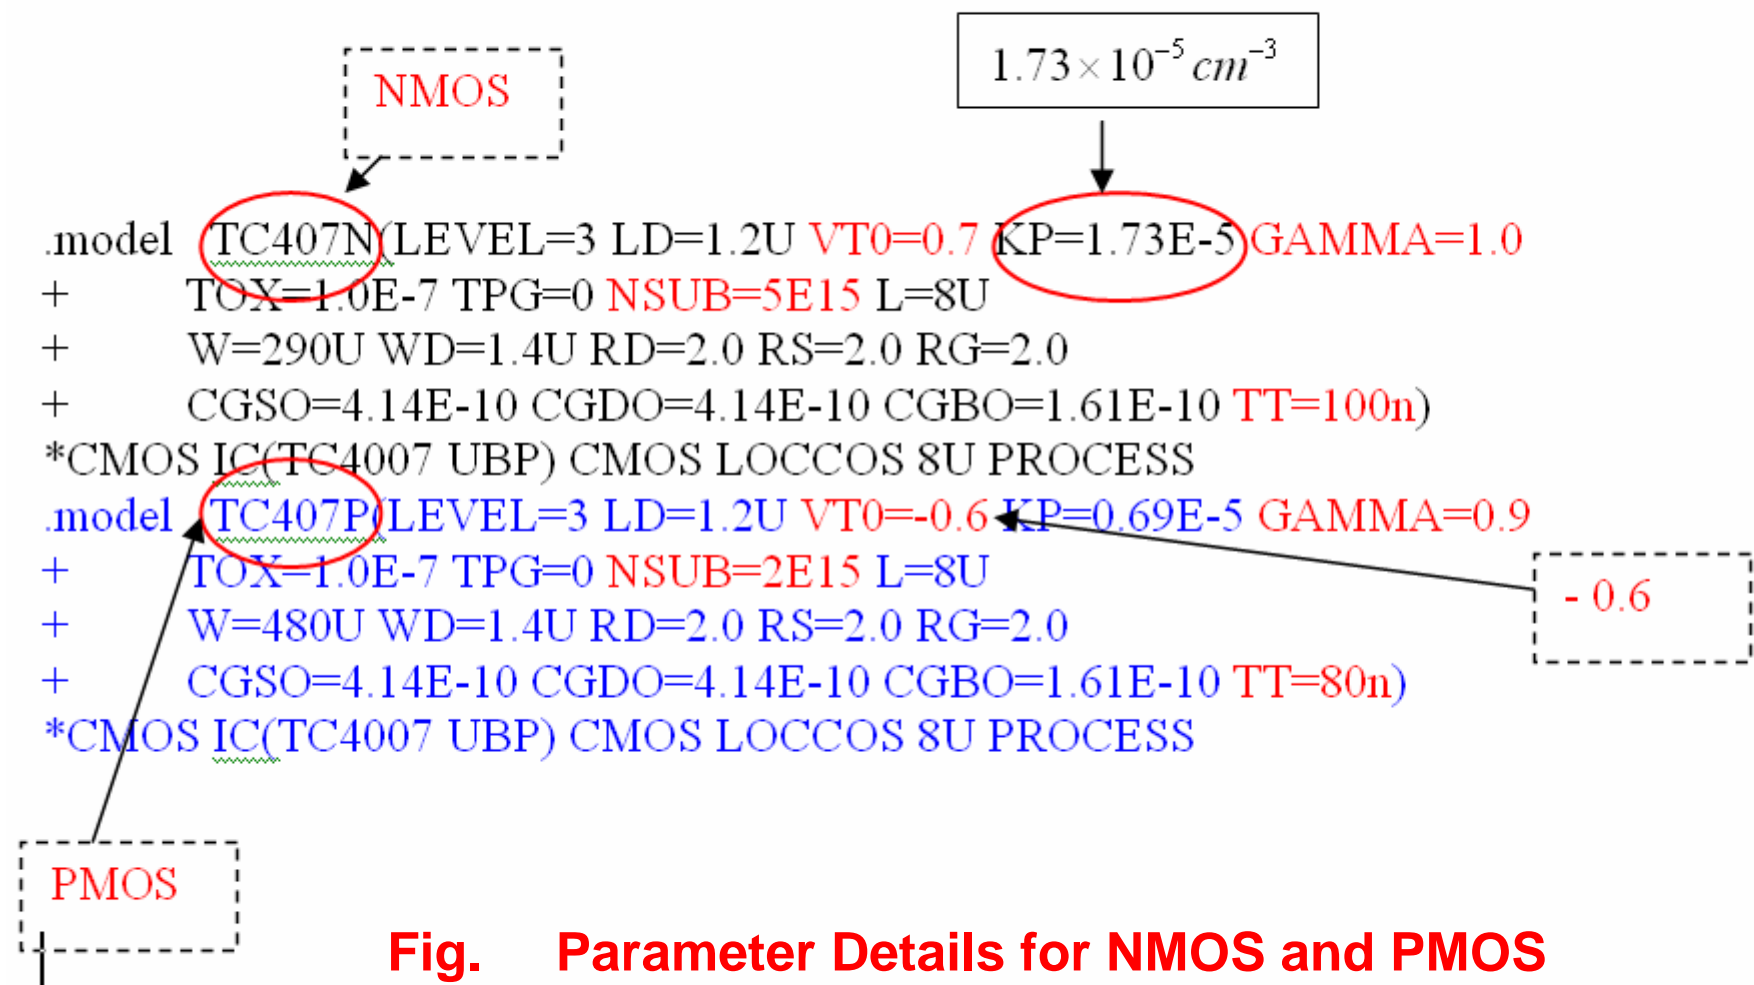 NMOS
1.73×10⁻⁵ cm⁻³
.model TC407N(LEVEL=3 LD=1.2U VT0=0.7 KP=1.73E-5 GAMMA=1.0
+ TOX=1.0E-7 TPG=0 NSUB=5E15 L=8U
+ W=290U WD=1.4U RD=2.0 RS=2.0 RG=2.0
+ CGSO=4.14E-10 CGDO=4.14E-10 CGBO=1.61E-10 TT=100n)
*CMOS IC(TC4007 UBP) CMOS LOCCOS 8U PROCESS
.model TC407P(LEVEL=3 LD=1.2U VT0=-0.6 KP=0.69E-5 GAMMA=0.9
+ TOX=1.0E-7 TPG=0 NSUB=2E15 L=8U
- 0.6
+ W=480U WD=1.4U RD=2.0 RS=2.0 RG=2.0
+ CGSO=4.14E-10 CGDO=4.14E-10 CGBO=1.61E-10 TT=80n)
*CMOS IC(TC4007 UBP) CMOS LOCCOS 8U PROCESS
PMOS
Fig. Parameter Details for NMOS and PMOS